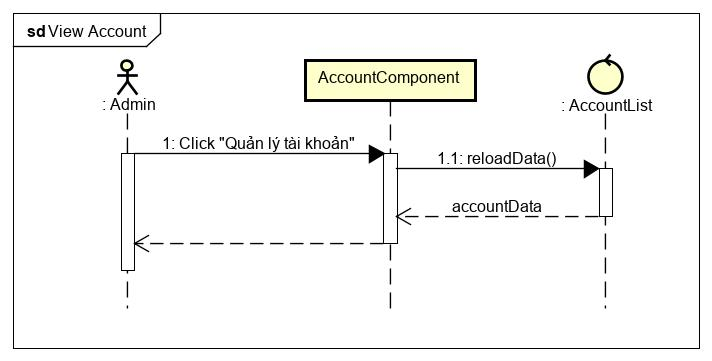 sd View Account
AccountComponent
: Admin
: AccountList
1: Click "Quản lý tài khoản"
1.1: reloadData()
accountData